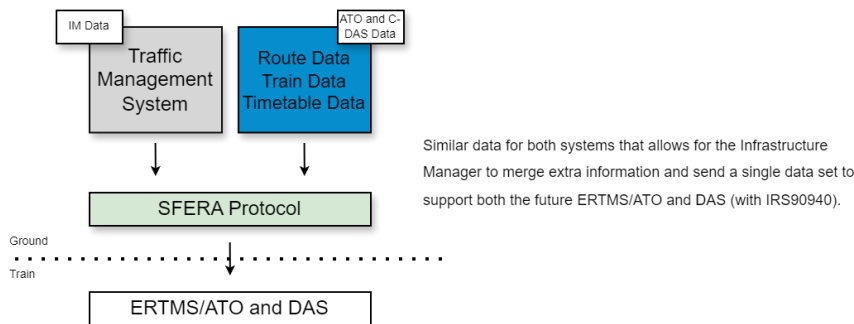 IM Data
Traffic
Management
System
ATO and C-
DAS Data
Route Data
Train Data
Timetable Data
Similar data for both systems that allows for the Infrastructure
Manager to merge extra information and send a single data set to
support both the future ERTMS/ATO and DAS (with IRS90940).
SFERA Protocol
Ground
Train
ERTMS/ATO and DAS